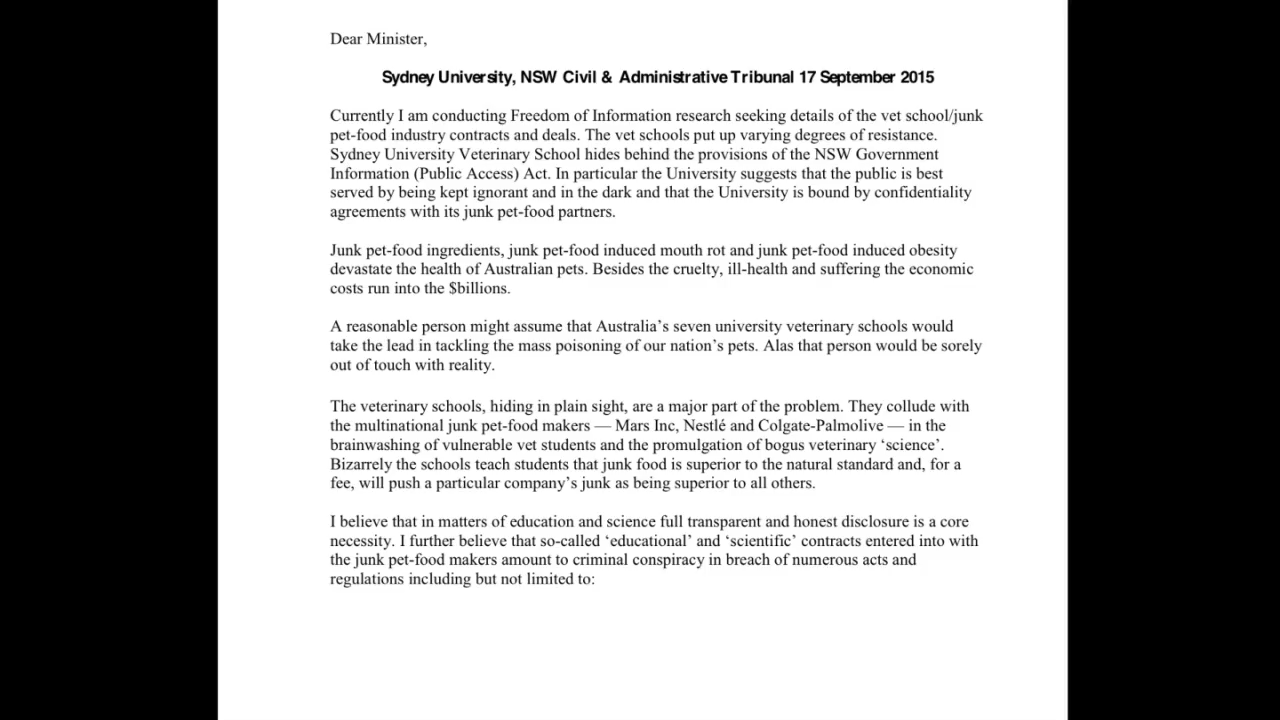 Dear Minister,
Sydney University, NSW Civil & Administrative Tribunal 17 September 2015
Currently I am conducting Freedom of Information research seeking details of the vet school/junk
pet-food industry contracts and deals. The vet schools put up varying degrees of resistance.
Sydney University Veterinary School hides behind the provisions of the NSW Government
Information (Public Access) Act. In particular the University suggests that the public is best
served by being kept ignorant and in the dark and that the University is bound by confidentiality
agreements with its junk pet-food partners.
Junk pet-food ingredients, junk pet-food induced mouth rot and junk pet-food induced obesity
devastate the health of Australian pets. Besides the cruelty, ill-health and suffering the economic
costs run into the $billions.
A reasonable person might assume that Australia’s seven university veterinary schools would
take the lead in tackling the mass poisoning of our nation’s pets. Alas that person would be sorely
out of touch with reality.
The veterinary schools, hiding in plain sight, are a major part of the problem. They collude with
the multinational junk pet-food makers — Mars Inc, Nestlé and Colgate-Palmolive — in the
brainwashing of vulnerable vet students and the promulgation of bogus veterinary ‘science’.
Bizarrely the schools teach students that junk food is superior to the natural standard and, for a
fee, will push a particular company’s junk as being superior to all others.
I believe that in matters of education and science full transparent and honest disclosure is a core
necessity. I further believe that so-called ‘educational’ and ‘scientific’ contracts entered into with
the junk pet-food makers amount to criminal conspiracy in breach of numerous acts and
regulations including but not limited to: